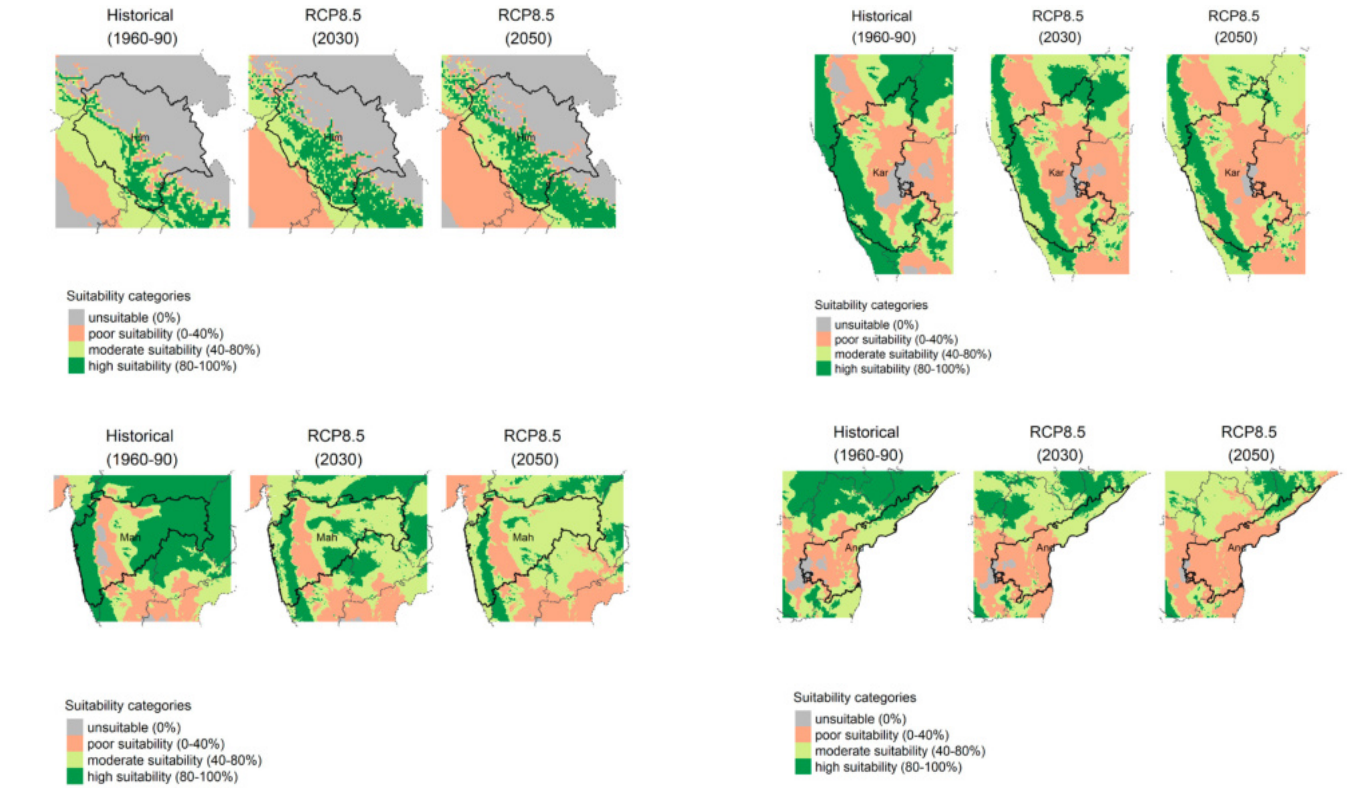 Historical
(1960-90)
RCP8.5
(2030)
RCP8.5
(2050)
Him
Him
Him
Suitability categories
unsuitable (0%)
poor suitability (0-40%)
moderate suitability (40-80%)
high suitability (80-100%)
Historical
(1960-90)
RCP8.5
(2030)
RCP8.5
(2050)
Kar
Kar
Kar
Suitability categories
unsuitable (0%)
poor suitability (0-40%)
moderate suitability (40-80%)
high suitability (80-100%)
Historical
(1960-90)
RCP8.5
(2030)
RCP8.5
(2050)
Mah
Mah
Mah
Suitability categories
unsuitable (0%)
poor suitability (0-40%)
moderate suitability (40-80%)
high suitability (80-100%)
Historical
(1960-90)
RCP8.5
(2030)
RCP8.5
(2050)
And
And
And
Suitability categories
unsuitable (0%)
poor suitability (0-40%)
moderate suitability (40-80%)
high suitability (80-100%)